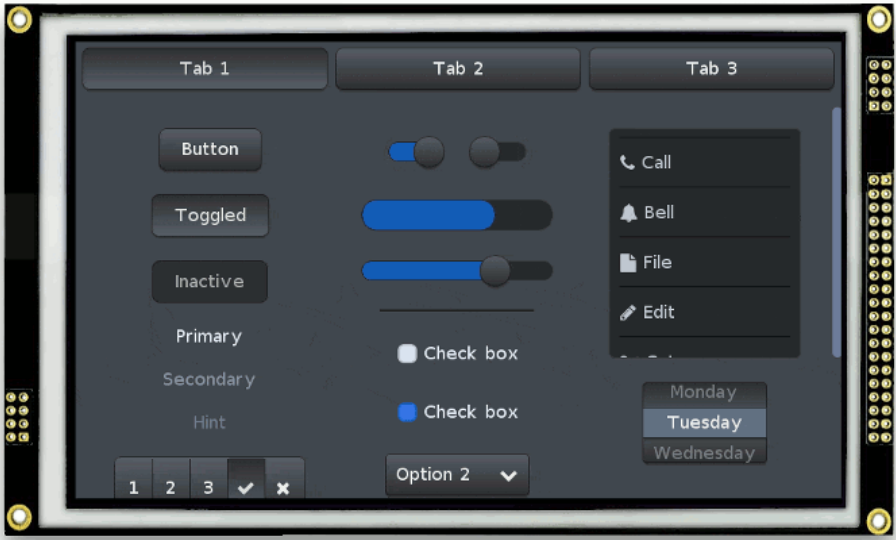 Tab 1
Tab 2
Tab 3
Button
Toggled
Inactive
Primary
Secondary
Hint
1 2 3
Check box
Check box
Option 2
Call
Bell
File
Edit
Monday
Tuesday
Wednesday